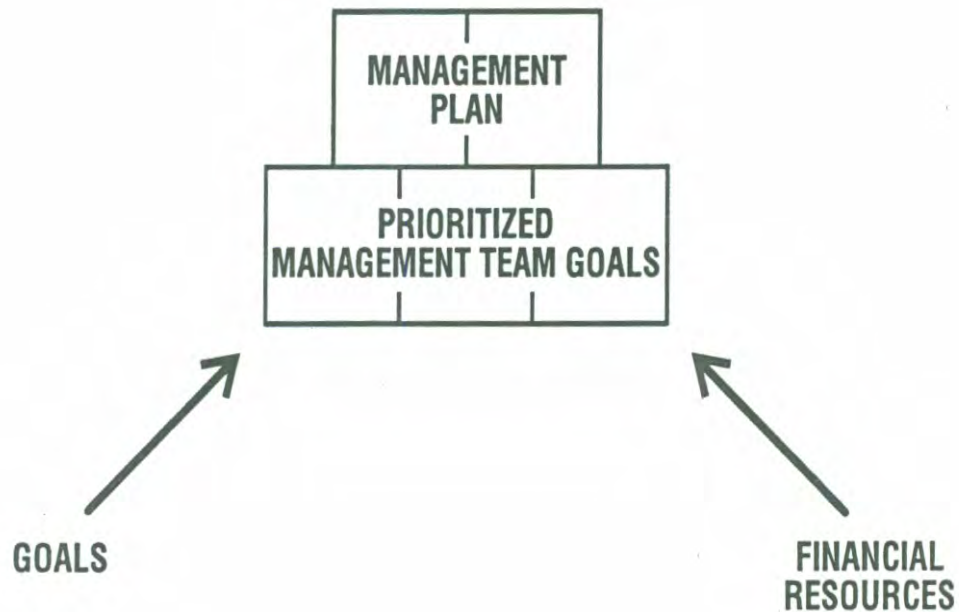 MANAGEMENT
PLAN
PRIORITIZED
MANAGEMENT TEAM GOALS
GOALS
FINANCIAL
RESOURCES